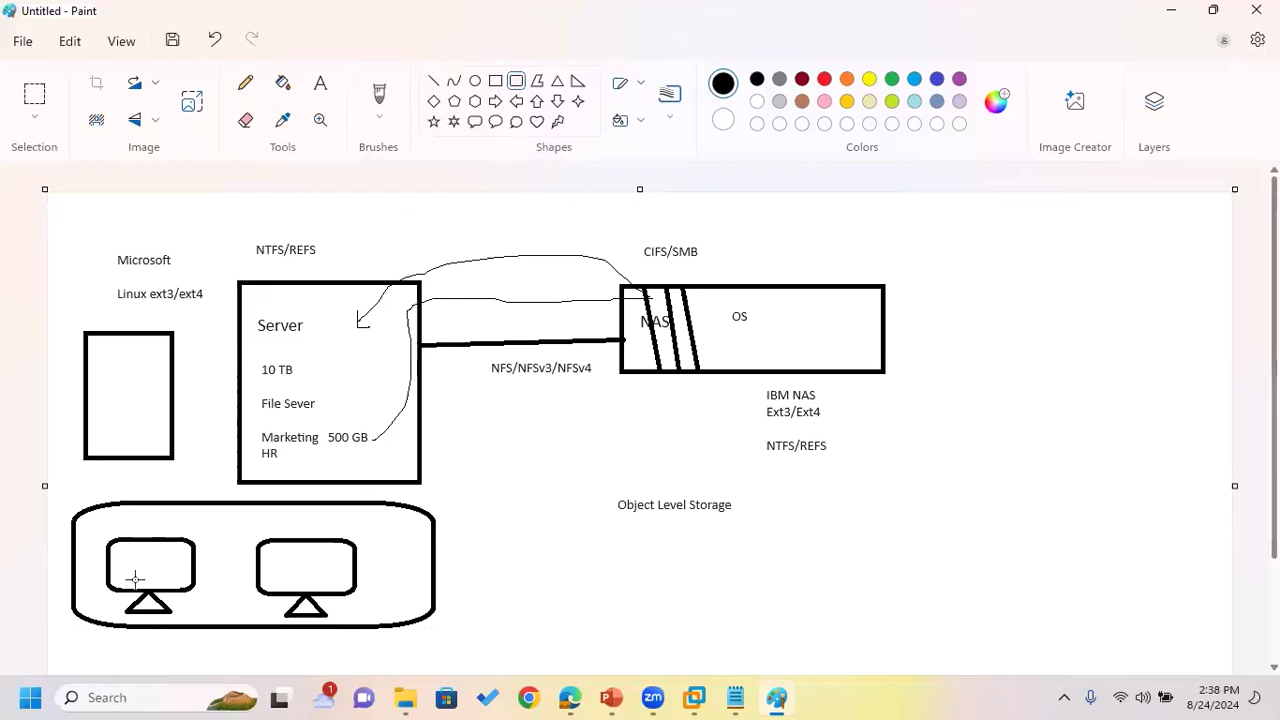 Untitled - Paint
File Edit View
Selection
Image
Tools
Brushes
Shapes
Colors
Image Creator
Layers
Microsoft
NTFS/REFS
CIFS/SMB
Linux ext3/ext4
Server
NAS
OS
10 TB
NFS/NFSv3/NFSv4
File Sever
IBM NAS
Ext3/Ext4
Marketing 500 GB
HR
NTFS/REFS
Object Level Storage
Search
1
zm
2:38 PM
8/24/2024